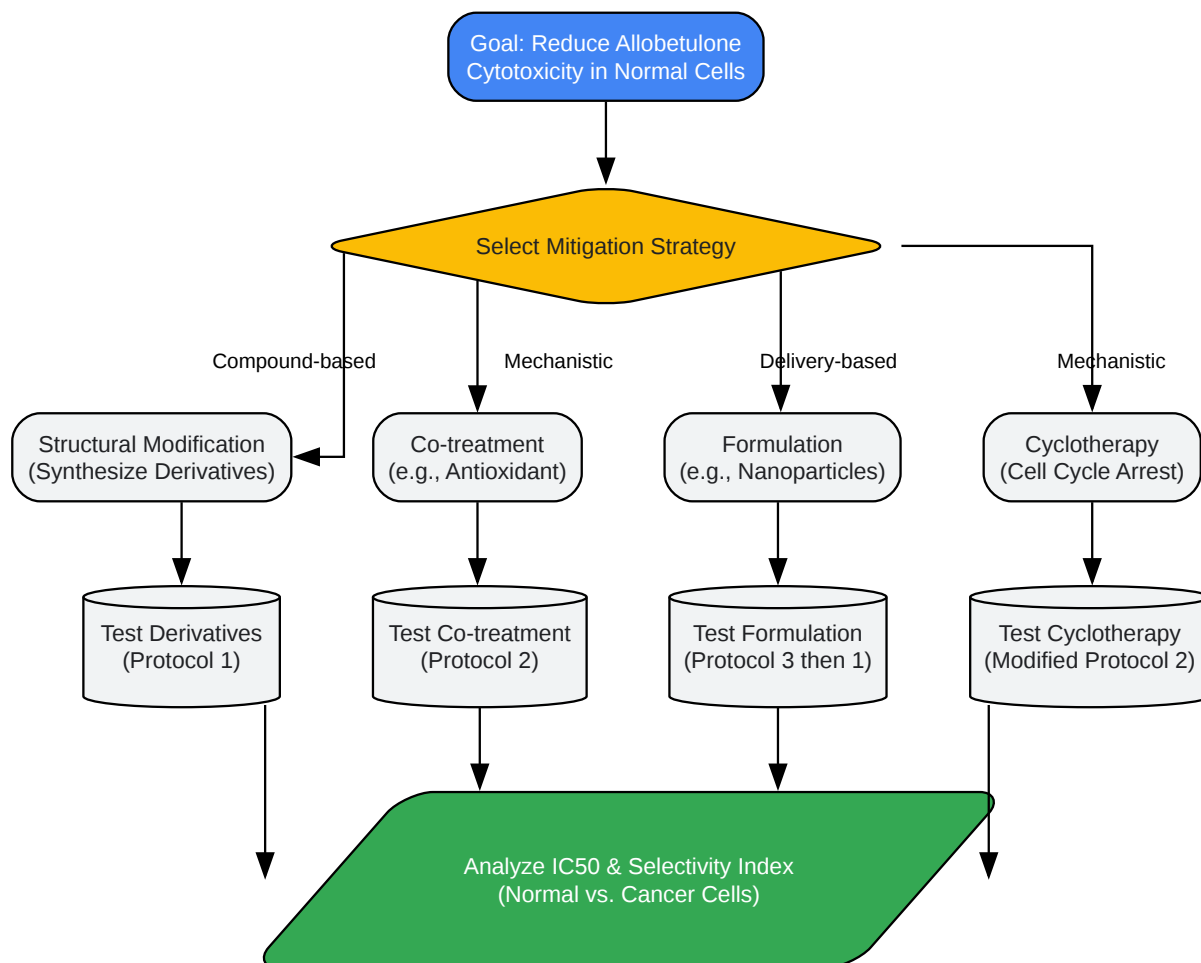 Goal: Reduce Allobetulone
Cytotoxicity in Normal Cells
Select Mitigation Strategy
Compound-based
Mechanistic
Delivery-based
Mechanistic
Structural Modification
(Synthesize Derivatives)
Co-treatment
(e.g., Antioxidant)
Formulation
(e.g., Nanoparticles)
Cyclotherapy
(Cell Cycle Arrest)
Test Derivatives
(Protocol 1)
Test Co-treatment
(Protocol 2)
Test Formulation
(Protocol 3 then 1)
Test Cyclotherapy
(Modified Protocol 2)
Analyze IC50 & Selectivity Index
(Normal vs. Cancer Cells)